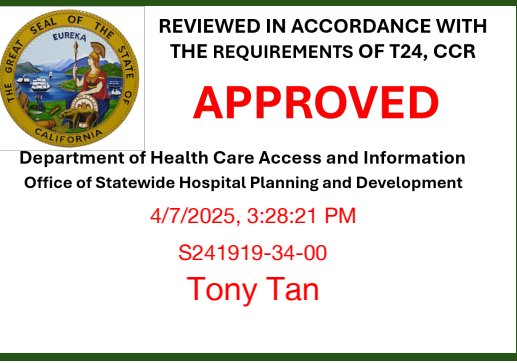 THE GREAT SEAL OF THE STATE OF CALIFORNIA
EUREKA
REVIEWED IN ACCORDANCE WITH
THE REQUIREMENTS OF T24, CCR
APPROVED
Department of Health Care Access and Information
Office of Statewide Hospital Planning and Development
4/7/2025, 3:28:21 PM
S241919-34-00
Tony Tan